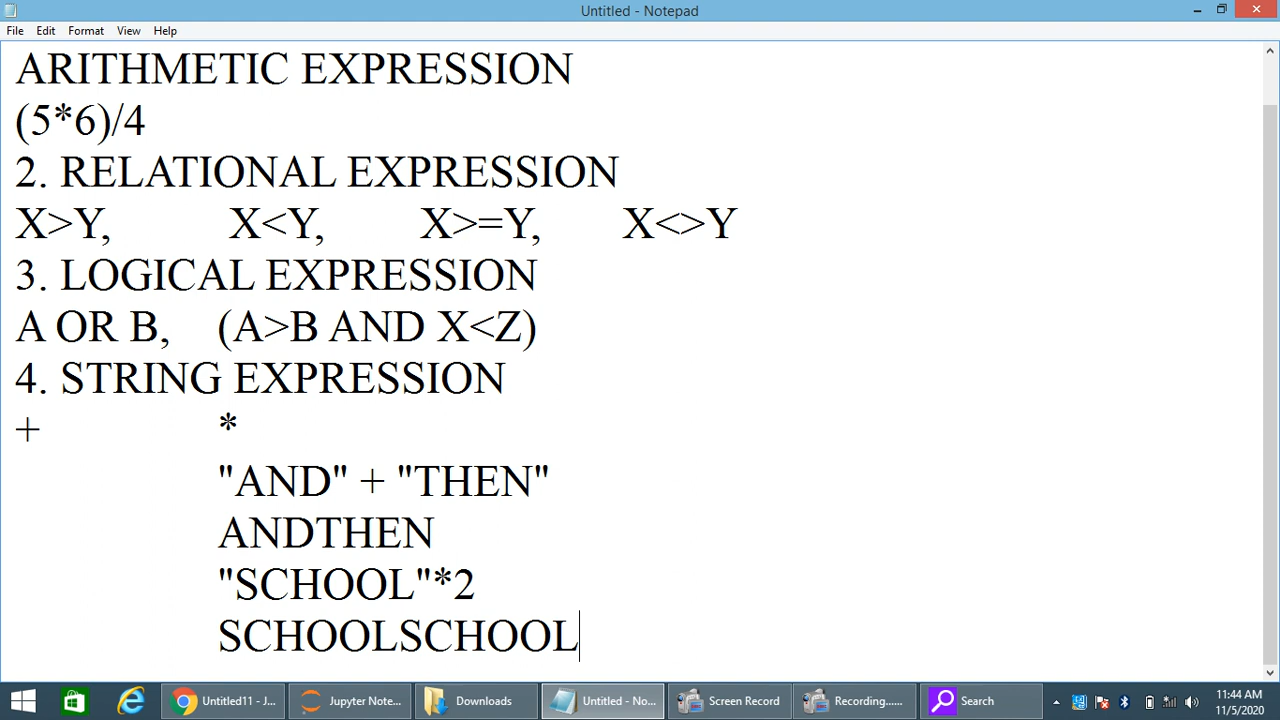 Untitled - Notepad
File Edit Format View Help
ARITHMETIC EXPRESSION
(5*6)/4
2. RELATIONAL EXPRESSION
X>Y, X<Y, X>=Y, X<>Y
3. LOGICAL EXPRESSION
A OR B, (A>B AND X<Z)
4. STRING EXPRESSION
+ *
"AND" + "THEN"
ANDTHEN
"SCHOOL"*2
SCHOOLSCHOOL
Untitled11 - J... Jupyter Note... Downloads Untitled - No... Screen Record Recording...... Search 11:44 AM
11/5/2020